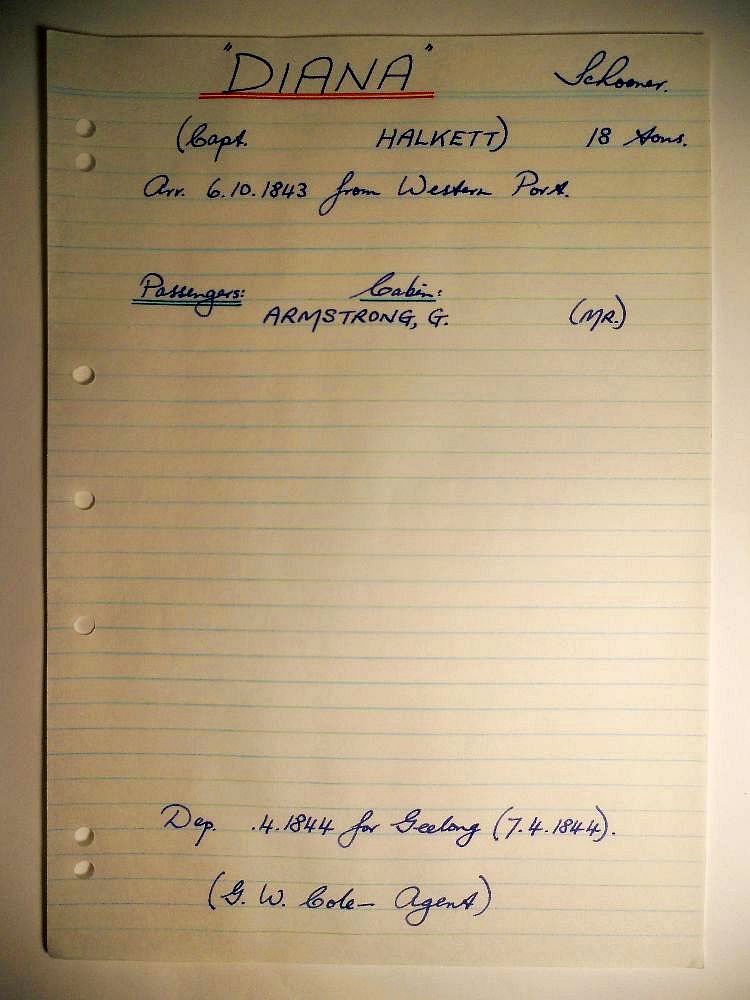 "DIANA" Schooner.
(Capt. HALKETT) 18 tons.
Arr. 6.10.1843 from Western Port.
Passengers: Cabin:
ARMSTRONG, G. (MR.)
Dep. .4.1844 for Geelong (7.4.1844).
(G. W. Cole— Agent)